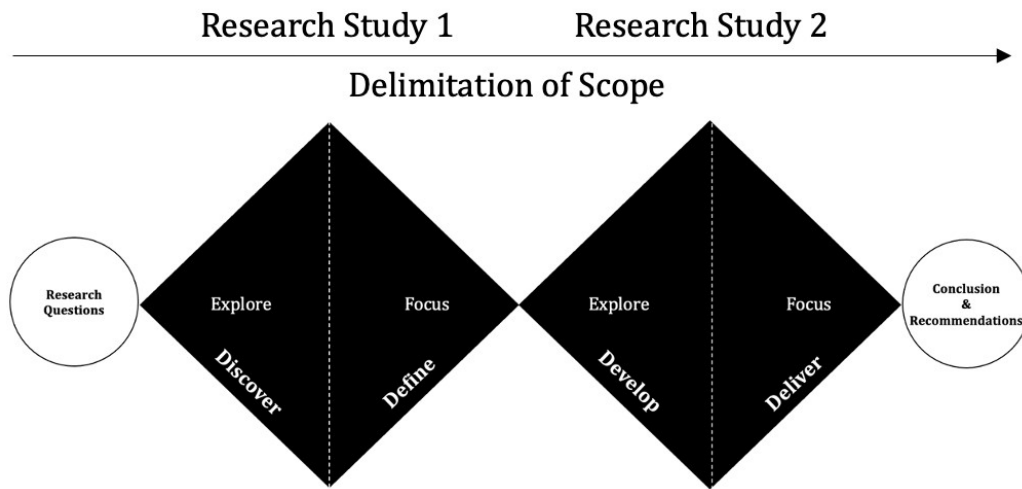 Research Study 1
Research Study 2
Delimitation of Scope
Research
Questions
Explore
Focus
Discover
Define
Explore
Focus
Develop
Deliver
Conclusion
&
Recommendations